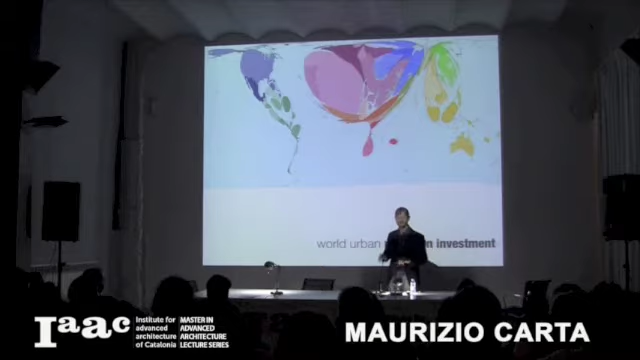 world urban
n investment
Iaac
Institute for
advanced
architecture
of Catalonia
MASTER IN
ADVANCED
ARCHITECTURE
LECTURE SERIES
MAURIZIO CARTA